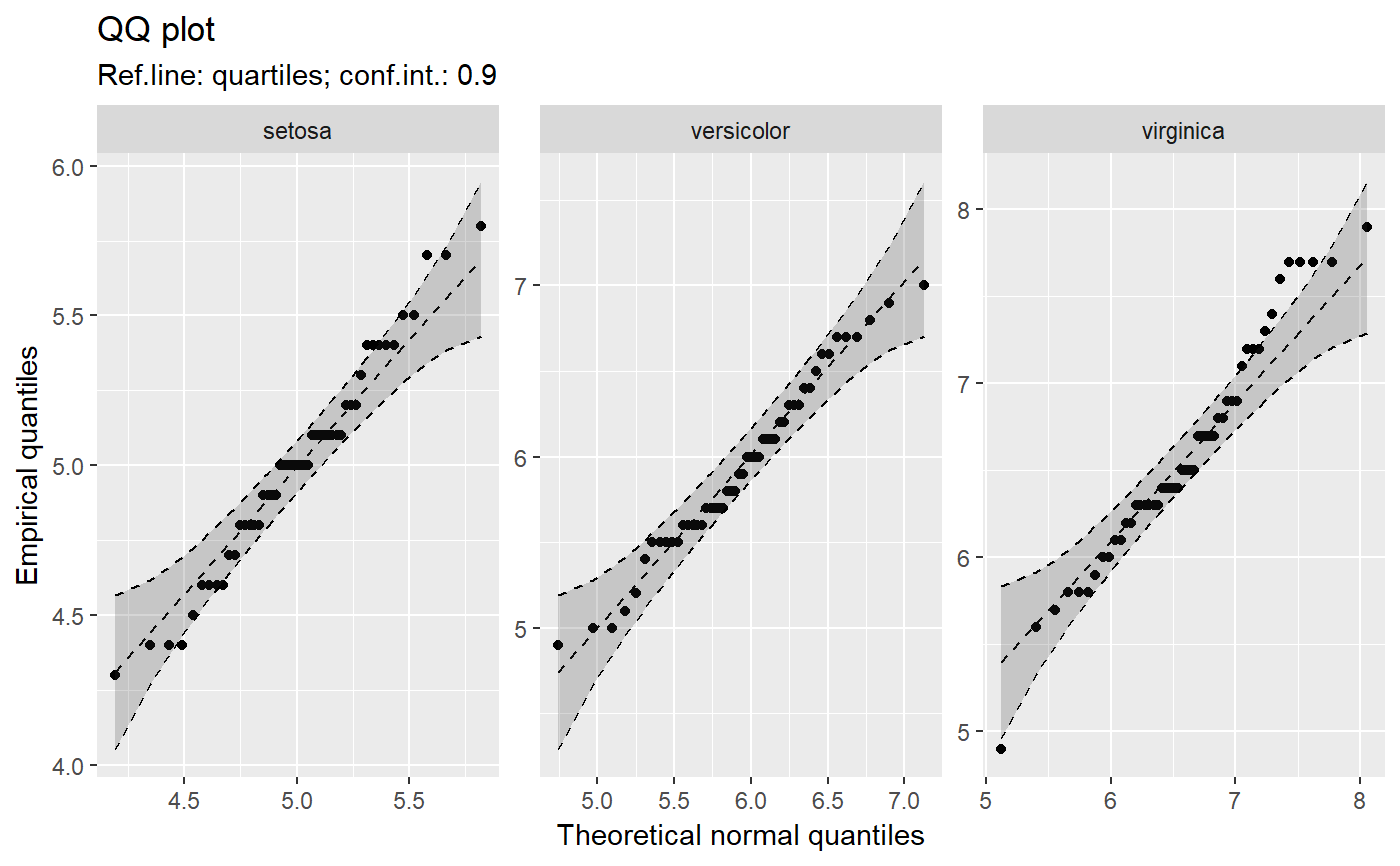 QQ plot
Ref.line: quartiles; conf.int.: 0.9
setosa
versicolor
virginica
Empirical quantiles
6.0
5.5
5.0
4.5
4.0
7
6
5
8
7
6
5
4.5 5.0 5.5
5.0 5.5 6.0 6.5 7.0
5 6 7 8
Theoretical normal quantiles